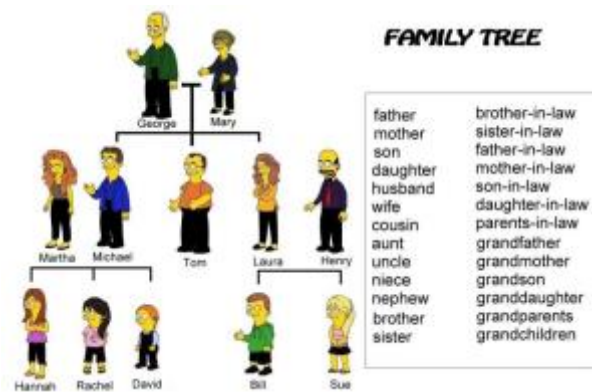 FAMILY TREE
George Mary
Martha Michael Tom Laura Henry
Hannah Rachel David Bill Sue
father brother-in-law
mother sister-in-law
son father-in-law
daughter mother-in-law
husband son-in-law
wife daughter-in-law
cousin parents-in-law
aunt grandfather
uncle grandmother
niece grandson
nephew granddaughter
brother grandparents
sister grandchildren